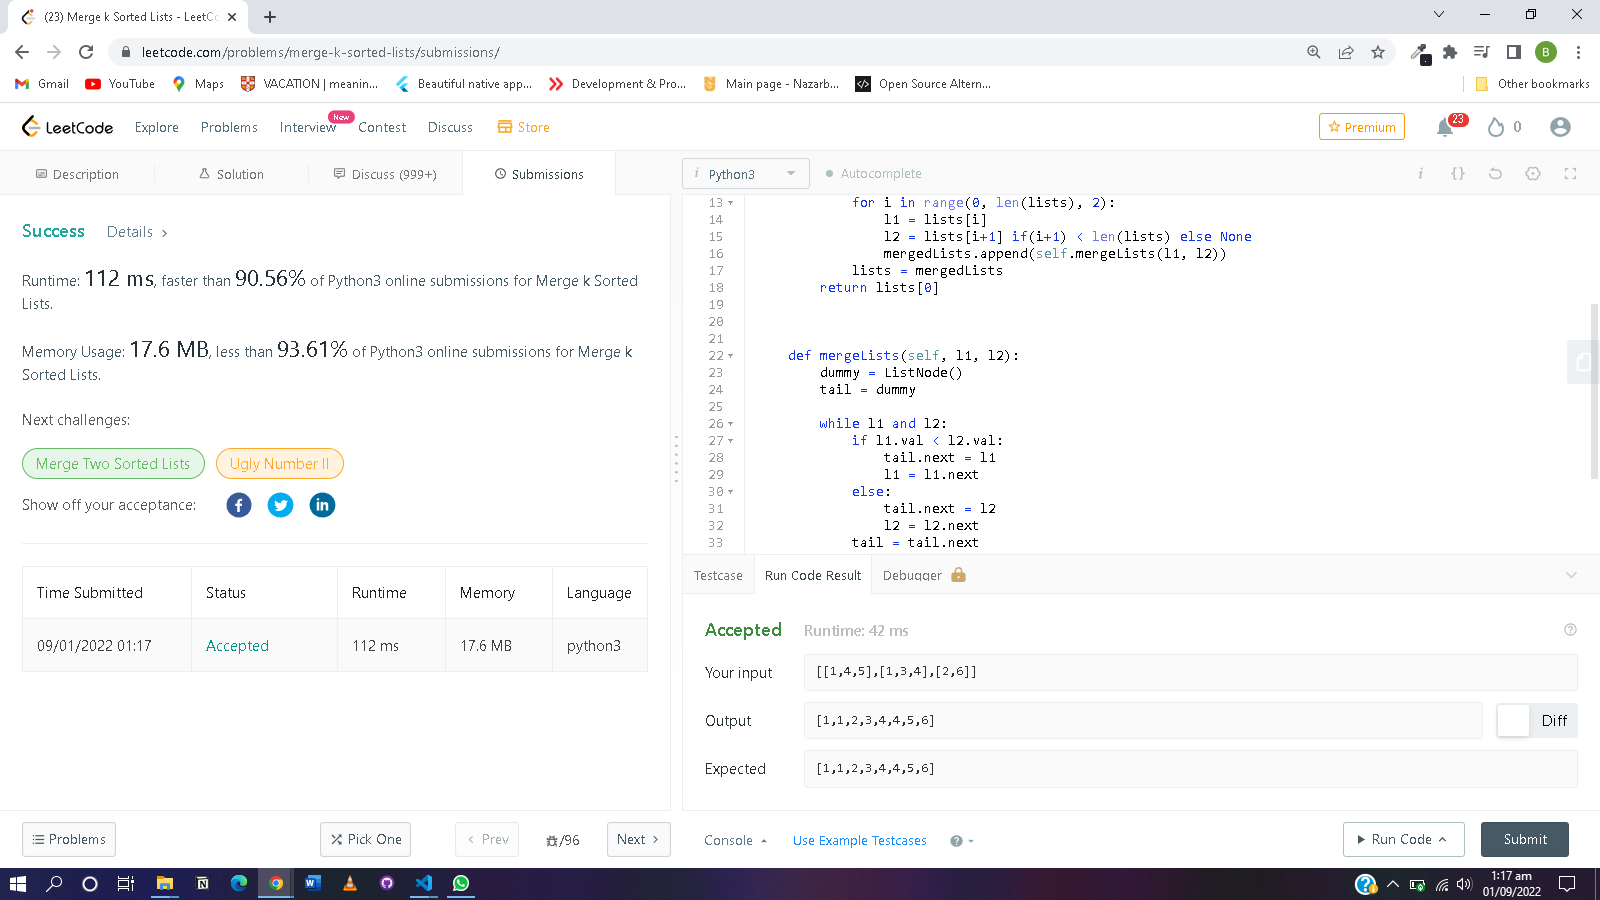 (23) Merge k Sorted Lists - LeetC
leetcode.com/problems/merge-k-sorted-lists/submissions/
B
Gmail YouTube Maps VACATION | meanin... Beautiful native app... Development & Pro... Main page - Nazarb... Open Source Altern... Other bookmarks
LeetCode Explore Problems Interview New Contest Discuss Store Premium 23 0
Description Solution Discuss (999+) Submissions
i Python3 Autocomplete i {}
Success Details >
Runtime: 112 ms, faster than 90.56% of Python3 online submissions for Merge k Sorted
Lists.
Memory Usage: 17.6 MB, less than 93.61% of Python3 online submissions for Merge k
Sorted Lists.
Next challenges:
Merge Two Sorted Lists Ugly Number II
Show off your acceptance:
Time Submitted Status Runtime Memory Language
09/01/2022 01:17 Accepted 112 ms 17.6 MB python3
13 for i in range(0, len(lists), 2):
14 l1 = lists[i]
15 l2 = lists[i+1] if(i+1) < len(lists) else None
16 mergedLists.append(self.mergeLists(l1, l2))
17 lists = mergedLists
18 return lists[0]
19
20
21
22 def mergeLists(self, l1, l2):
23 dummy = ListNode()
24 tail = dummy
25
26 while l1 and l2:
27 if l1.val < l2.val:
28 tail.next = l1
29 l1 = l1.next
30 else:
31 tail.next = l2
32 l2 = l2.next
33 tail = tail.next
Testcase Run Code Result Debugger
Accepted Runtime: 42 ms
Your input [[1,4,5],[1,3,4],[2,6]]
Output [1,1,2,3,4,4,5,6] Diff
Expected [1,1,2,3,4,4,5,6]
Problems Pick One < Prev /96 Next >
Console Use Example Testcases Run Code Submit
1:17 am
01/09/2022